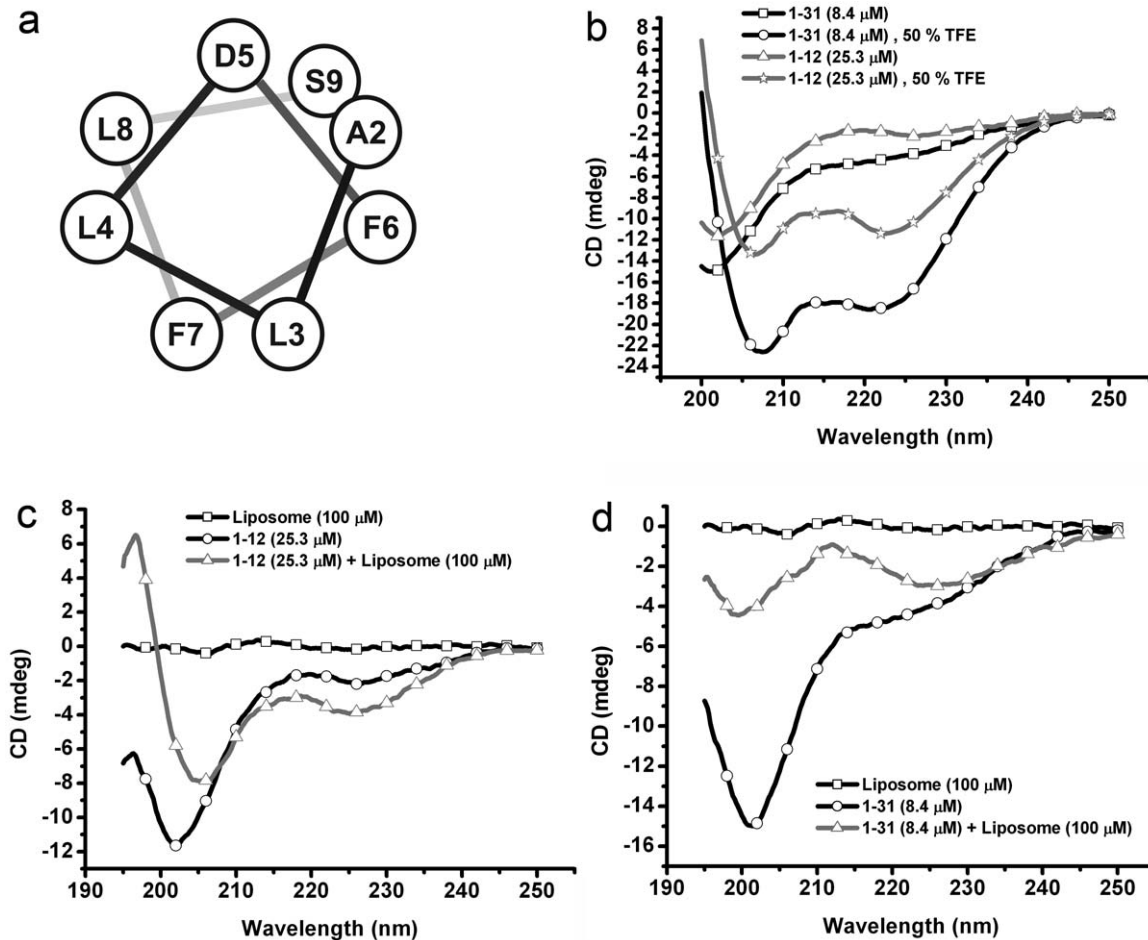 a
D5
S9
L8
A2
L4
F6
F7
L3
b
1-31 (8.4 μM)
1-31 (8.4 μM) , 50 % TFE
1-12 (25.3 μM)
1-12 (25.3 μM) , 50 % TFE
8
6
4
2
0
-2
-4
-6
-8
-10
-12
-14
-16
-18
-20
-22
-24
CD (mdeg)
200 210 220 230 240 250
Wavelength (nm)
c
Liposome (100 μM)
1-12 (25.3 μM)
1-12 (25.3 μM) + Liposome (100 μM)
8
6
4
2
0
-2
-4
-6
-8
-10
-12
CD (mdeg)
190 200 210 220 230 240 250
Wavelength (nm)
d
0
-2
-4
-6
-8
-10
-12
-14
-16
CD (mdeg)
Liposome (100 μM)
1-31 (8.4 μM)
1-31 (8.4 μM) + Liposome (100 μM)
190 200 210 220 230 240 250
Wavelength (nm)